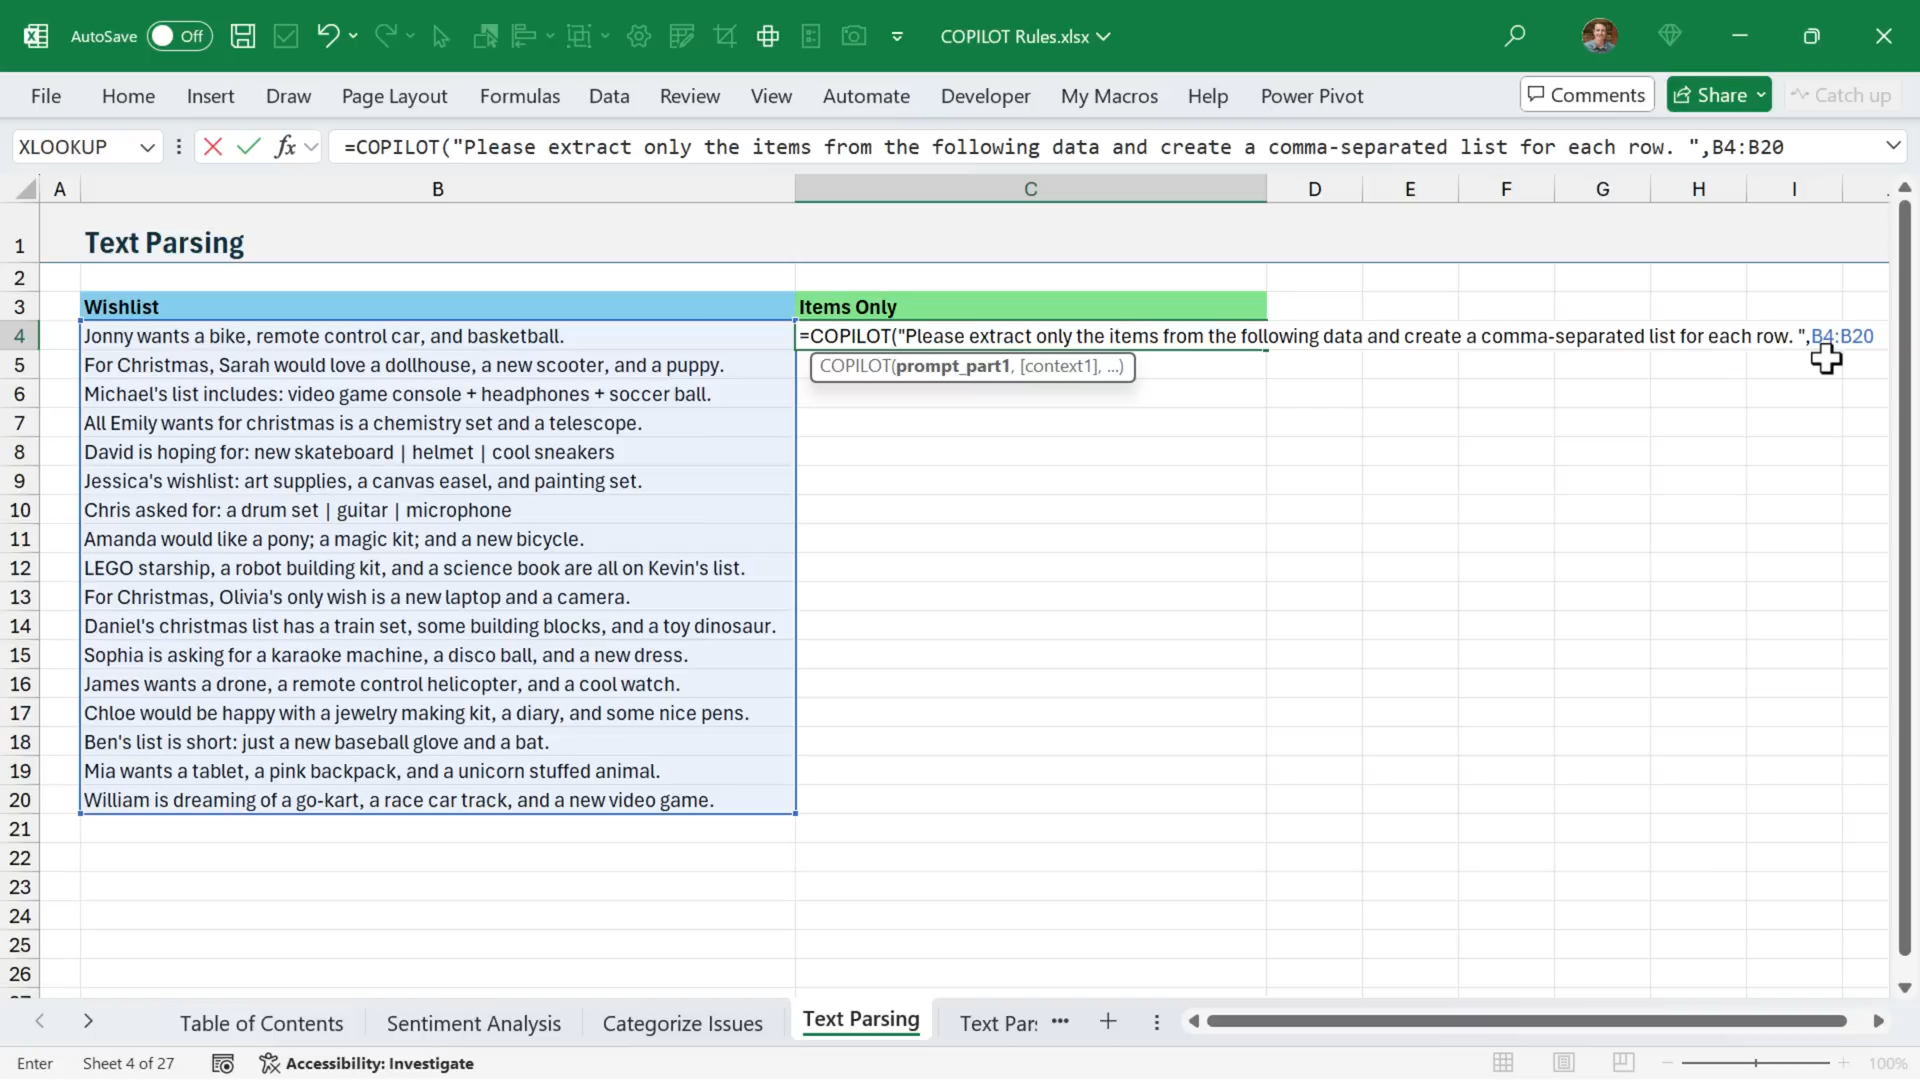 AutoSave Off COPILOT Rules.xlsx
File Home Insert Draw Page Layout Formulas Data Review View Automate Developer My Macros Help Power Pivot Comments Share Catch up
XLOOKUP fx =COPILOT("Please extract only the items from the following data and create a comma-separated list for each row. ",B4:B20
A B C D E F G H I
1 Text Parsing
2
3 Wishlist Items Only
4 Jonny wants a bike, remote control car, and basketball. =COPILOT("Please extract only the items from the following data and create a comma-separated list for each row. ",B4:B20
5 For Christmas, Sarah would love a dollhouse, a new scooter, and a puppy. COPILOT(prompt_part1, [context1], ...)
6 Michael's list includes: video game console + headphones + soccer ball.
7 All Emily wants for christmas is a chemistry set and a telescope.
8 David is hoping for: new skateboard | helmet | cool sneakers
9 Jessica's wishlist: art supplies, a canvas easel, and painting set.
10 Chris asked for: a drum set | guitar | microphone
11 Amanda would like a pony; a magic kit; and a new bicycle.
12 LEGO starship, a robot building kit, and a science book are all on Kevin's list.
13 For Christmas, Olivia's only wish is a new laptop and a camera.
14 Daniel's christmas list has a train set, some building blocks, and a toy dinosaur.
15 Sophia is asking for a karaoke machine, a disco ball, and a new dress.
16 James wants a drone, a remote control helicopter, and a cool watch.
17 Chloe would be happy with a jewelry making kit, a diary, and some nice pens.
18 Ben's list is short: just a new baseball glove and a bat.
19 Mia wants a tablet, a pink backpack, and a unicorn stuffed animal.
20 William is dreaming of a go-kart, a race car track, and a new video game.
21
22
23
24
25
26
Table of Contents Sentiment Analysis Categorize Issues Text Parsing Text Par
Enter Sheet 4 of 27 Accessibility: Investigate 100%